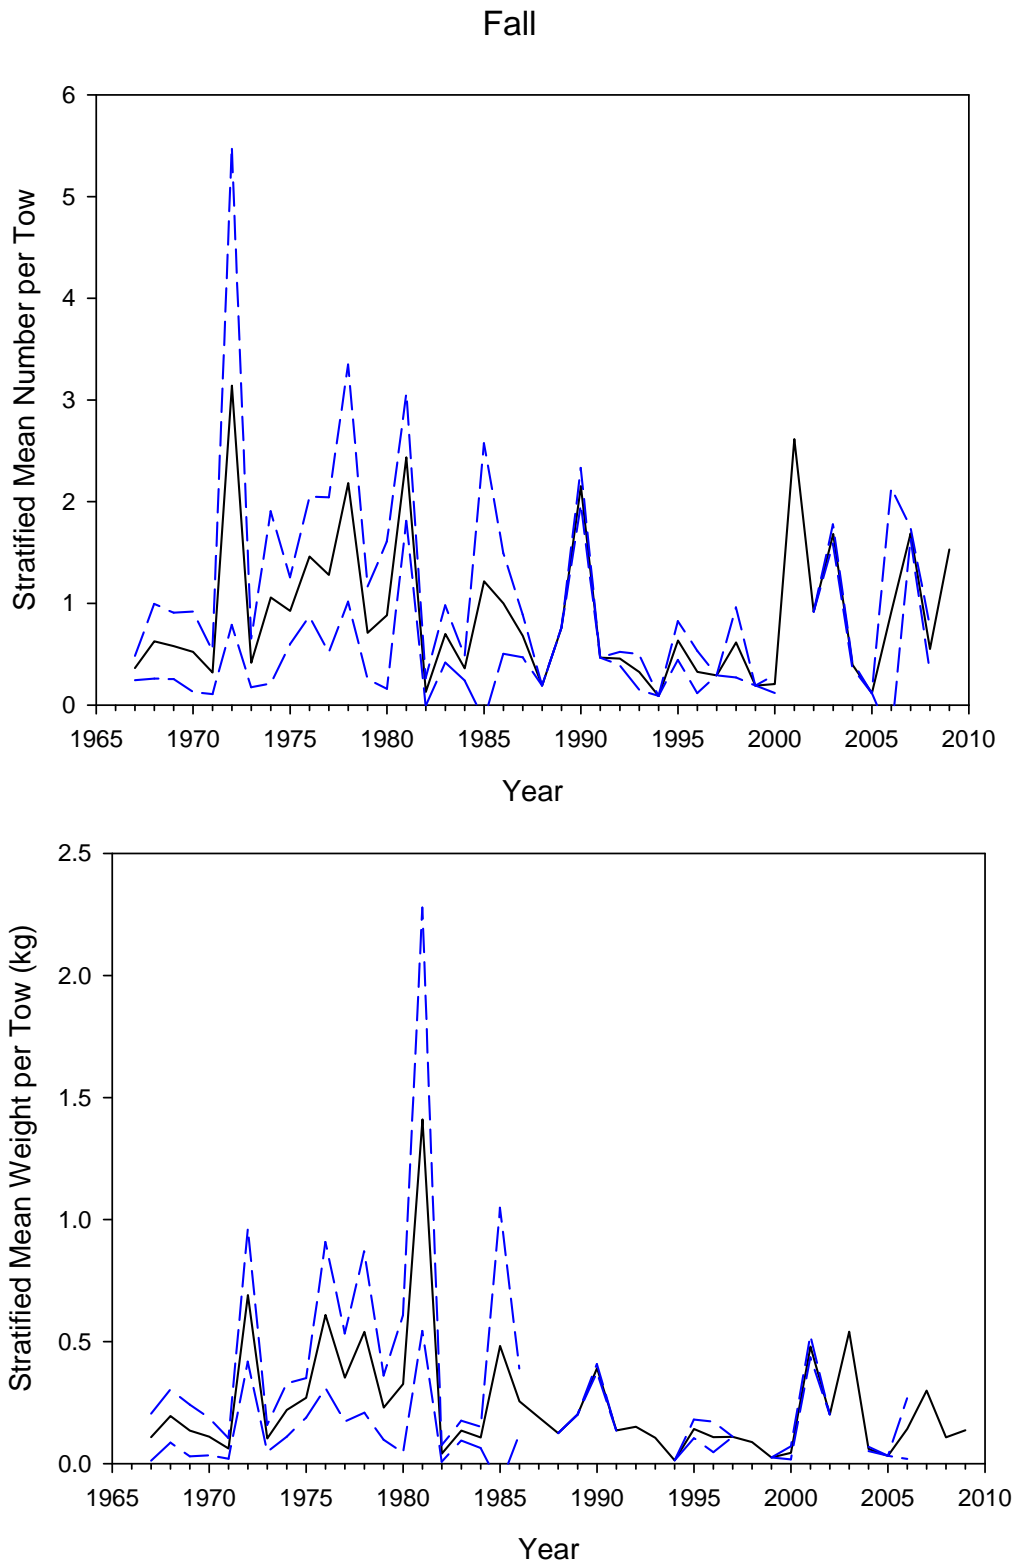 Fall
6
5
4
3
2
1
0
Stratified Mean Number per Tow
1965 1970 1975 1980 1985 1990 1995 2000 2005 2010
Year
2.5
2.0
1.5
1.0
0.5
0.0
Stratified Mean Weight per Tow (kg)
1965 1970 1975 1980 1985 1990 1995 2000 2005 2010
Year